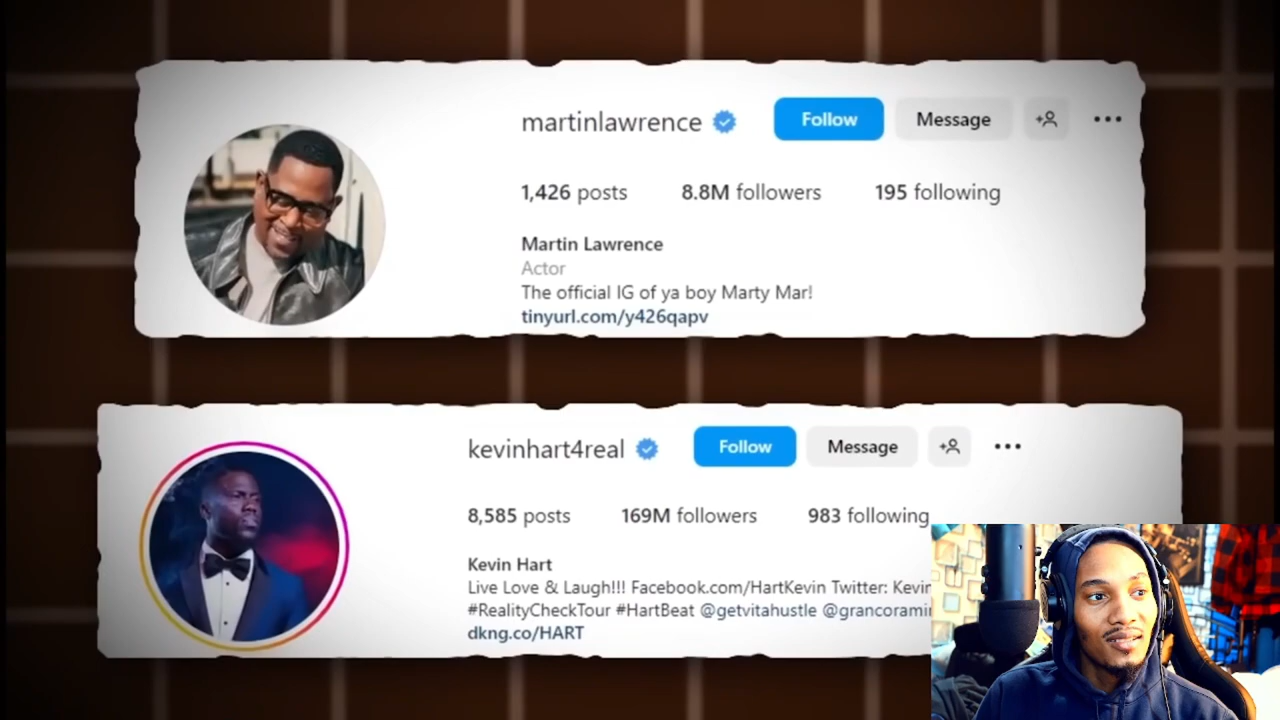 martinlawrence Follow Message
1,426 posts 8.8M followers 195 following
Martin Lawrence
Actor
The official IG of ya boy Marty Mar!
tinyurl.com/y426qapv
kevinhart4real Follow Message
8,585 posts 169M followers 983 following
Kevin Hart
Live Love & Laugh!!! Facebook.com/HartKevin Twitter:
#RealityCheckTour #HartBeat @getvitahustle
dkng.co/HART